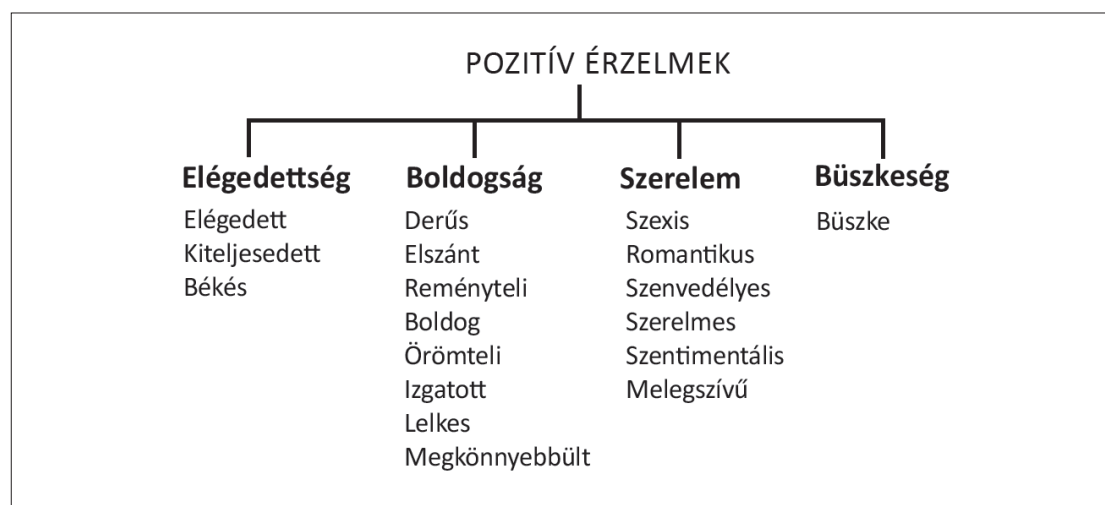 POZITÍV ÉRZELMEK
Elégedettség
Elégedett
Kiteljesedett
Békés
Boldogság
Derűs
Elszánt
Reményteli
Boldog
Örömteli
Izgatott
Lelkes
Megkönnyebbült
Szerelem
Szexis
Romantikus
Szenvedélyes
Szerelmes
Szentimentális
Melegszívű
Büszkeség
Büszke